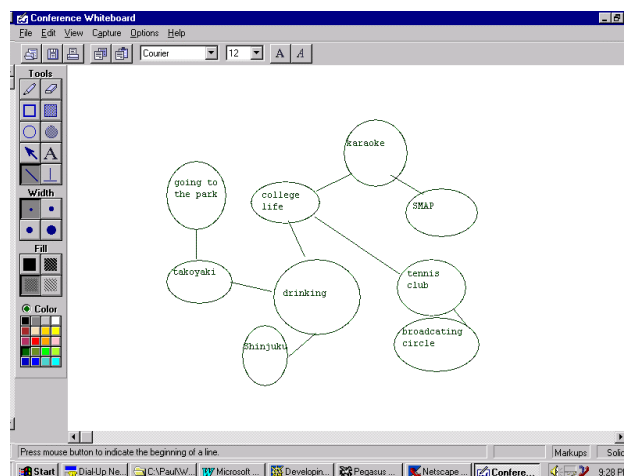 Conference Whiteboard
File Edit View Capture Options Help
Courier 12 A A
Tools
A
Width
Fill
Color
karaoke
going to
the park
college
life
SMAP
takoyaki
drinking
tennis
club
Shinjuku
broadcating
circle
Press mouse button to indicate the beginning of a line.
Markups Solid
Start Dial-Up Ne... C:\Paul\W... Microsoft ... Developin... Pegasus ... Netscape ... Confere... 9:28 PM